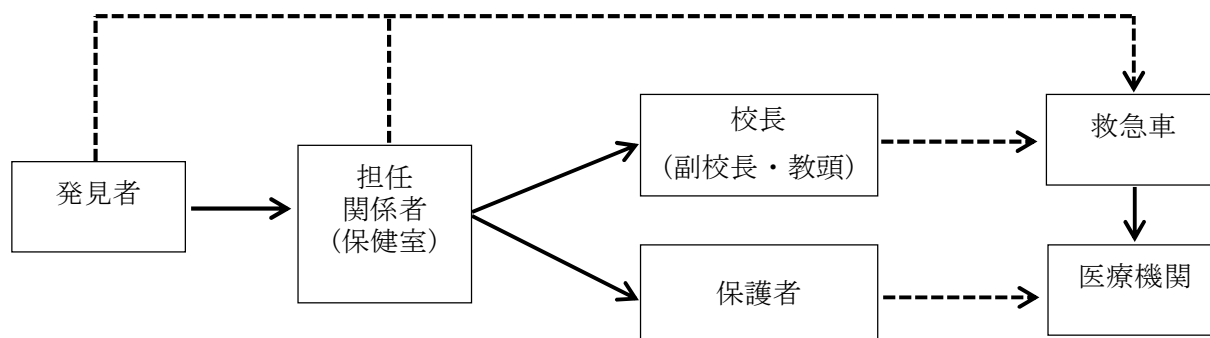 発見者
担任
関係者
（保健室）
校長
（副校長・教頭）
保護者
救急車
医療機関